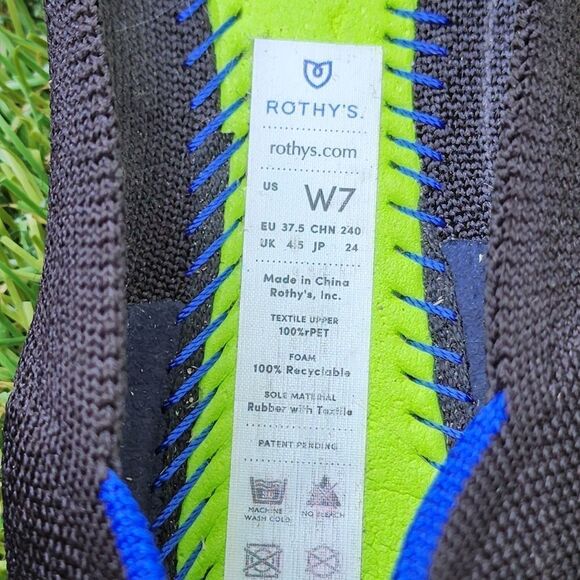 ROTHY'S.
rothys.com
US W7
EU 37.5 CHN 240
UK 4.5 JP 24
Made in China
Rothy's, Inc.
TEXTILE UPPER
100%rPET
FOAM
100% Recyclable
SOLE MATERIAL
Rubber with Textile
PATENT PENDING
MACHINE WASH COLD
NO BLEACH